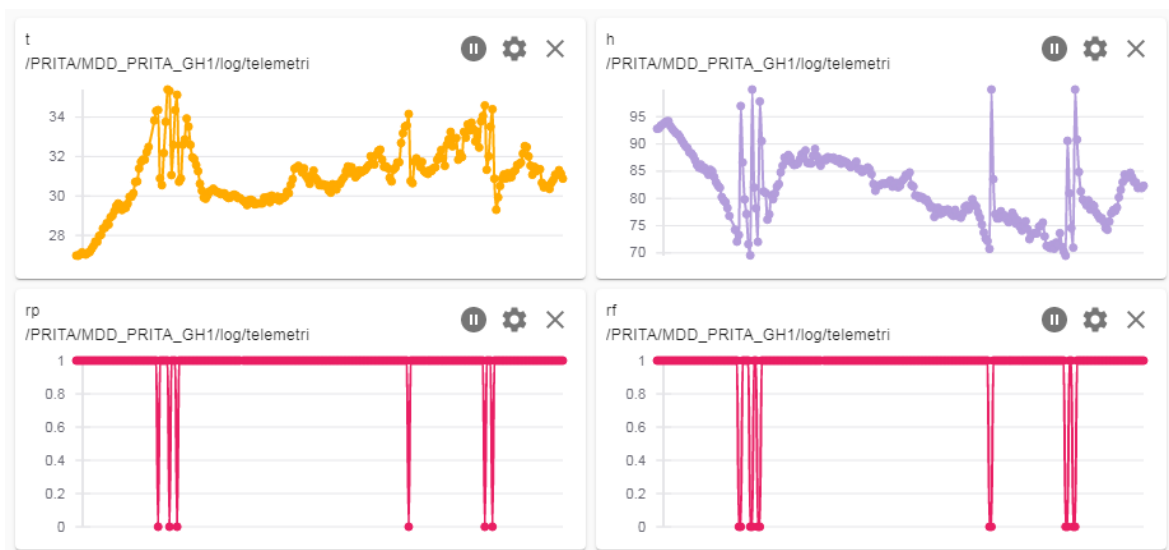 t
/PRITA/MDD_PRITA_GH1/log/telemetri
34
32
30
28
h
/PRITA/MDD_PRITA_GH1/log/telemetri
95
90
85
80
75
70
rp
/PRITA/MDD_PRITA_GH1/log/telemetri
1
0.8
0.6
0.4
0.2
0
rf
/PRITA/MDD_PRITA_GH1/log/telemetri
1
0.8
0.6
0.4
0.2
0